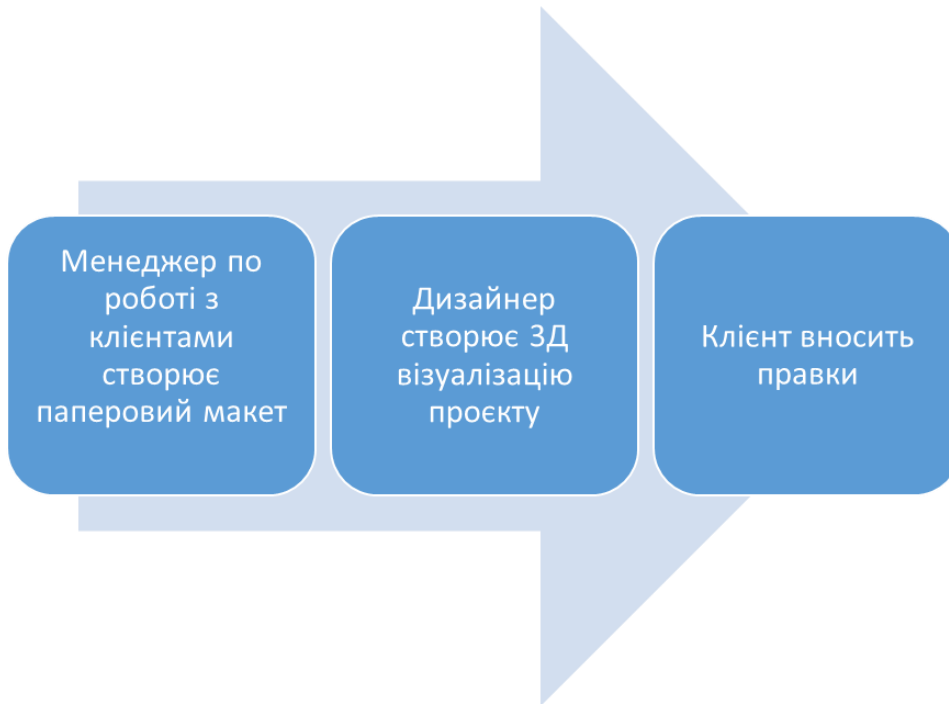 Менеджер по
роботі з
клієнтами
створює
паперовий макет
Дизайнер
створює 3Д
візуалізацію
проєкту
Клієнт вносить
правки